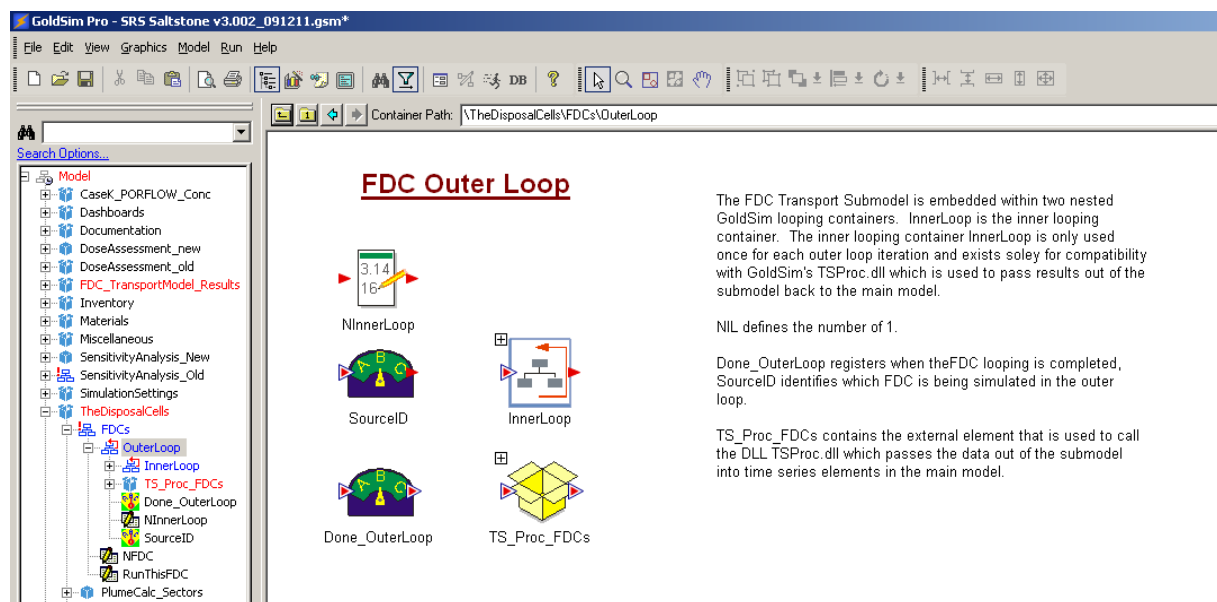 GoldSim Pro - SRS Saltstone v3.002_091211.gsm*
File Edit View Graphics Model Run Help
DB
Container Path: \TheDisposalCells\FDCs\OuterLoop
Search Options...
Model
CaseK_PORFLOW_Conc
Dashboards
Documentation
DoseAssessment_new
DoseAssessment_old
FDC_TransportModel_Results
Inventory
Materials
Miscellaneous
SensitivityAnalysis_New
SensitivityAnalysis_Old
SimulationSettings
TheDisposalCells
FDCs
OuterLoop
InnerLoop
TS_Proc_FDCs
Done_OuterLoop
NInnerLoop
SourceID
NFDC
RunThisFDC
PlumeCalc_Sectors
FDC Outer Loop
3.14
16
NInnerLoop
A B C
SourceID
InnerLoop
A B C
Done_OuterLoop
TS_Proc_FDCs
The FDC Transport Submodel is embedded within two nested
GoldSim looping containers. InnerLoop is the inner looping
container. The inner looping container InnerLoop is only used
once for each outer loop iteration and exists soley for compatibility
with GoldSim's TSProc.dll which is used to pass results out of the
submodel back to the main model.
NIL defines the number of 1.
Done_OuterLoop registers when theFDC looping is completed,
SourceID identifies which FDC is being simulated in the outer
loop.
TS_Proc_FDCs contains the external element that is used to call
the DLL TSProc.dll which passes the data out of the submodel
into time series elements in the main model.